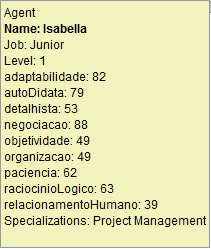 Agent
Name: Isabella
Job: Junior
Level: 1
adaptabilidade: 82
autoDidata: 79
detalhista: 53
negociacao: 88
objetividade: 49
organizacao: 49
paciencia: 62
raciocinioLogico: 63
relacionamentoHumano: 39
Specializations: Project Management